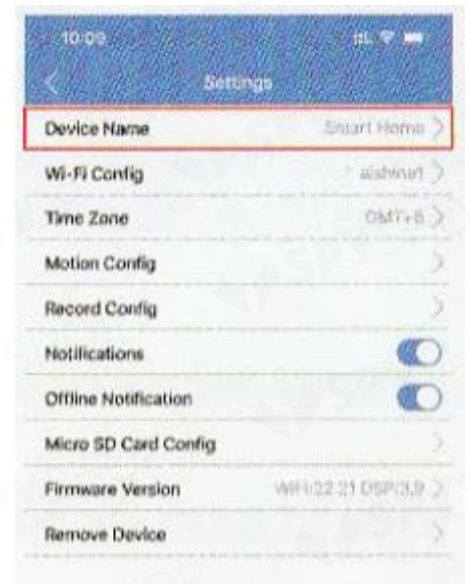 10:09
Settings
Device Name Smart Home
Wi-Fi Config
Time Zone GMT+8
Motion Config
Record Config
Notifications
Offline Notification
Micro SD Card Config
Firmware Version
Remove Device